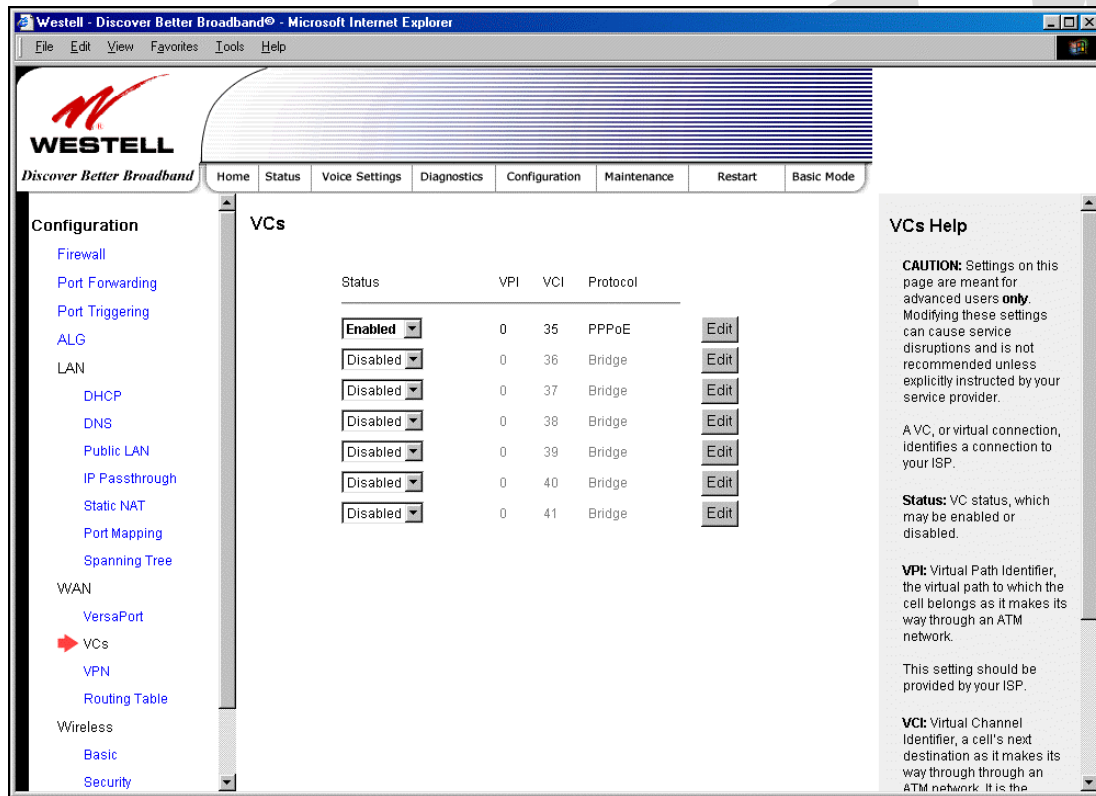 Westell - Discover Better Broadband® - Microsoft Internet Explorer
File Edit View Favorites Tools Help
WESTELL
Discover Better Broadband
Home Status Voice Settings Diagnostics Configuration Maintenance Restart Basic Mode
Configuration
Firewall
Port Forwarding
Port Triggering
ALG
LAN
DHCP
DNS
Public LAN
IP Passthrough
Static NAT
Port Mapping
Spanning Tree
WAN
VersaPort
VCs
VPN
Routing Table
Wireless
Basic
Security
VCs
Status VPI VCI Protocol
Enabled 0 35 PPPoE Edit
Disabled 0 36 Bridge Edit
Disabled 0 37 Bridge Edit
Disabled 0 38 Bridge Edit
Disabled 0 39 Bridge Edit
Disabled 0 40 Bridge Edit
Disabled 0 41 Bridge Edit
VCs Help
CAUTION: Settings on this
page are meant for
advanced users only.
Modifying these settings
can cause service
disruptions and is not
recommended unless
explicitly instructed by your
service provider.
A VC, or virtual connection,
identifies a connection to
your ISP.
Status: VC status, which
may be enabled or
disabled.
VPI: Virtual Path Identifier,
the virtual path to which the
cell belongs as it makes its
way through an ATM
network.
This setting should be
provided by your ISP.
VCI: Virtual Channel
Identifier, a cell's next
destination as it makes its
way through through an
ATM network. It is the